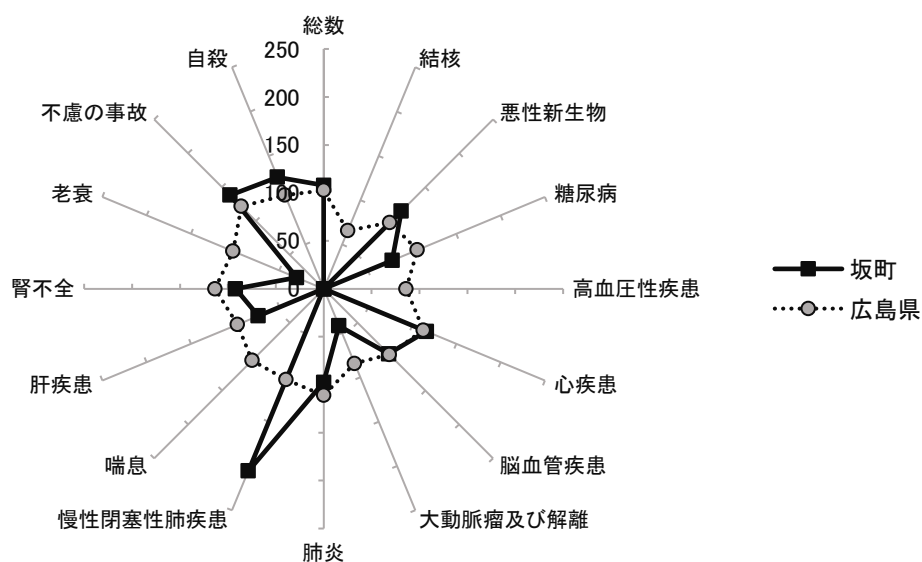 総数
結核
悪性新生物
糖尿病
高血圧性疾患
心疾患
脳血管疾患
大動脈瘤及び解離
肺炎
慢性閉塞性肺疾患
喘息
肝疾患
腎不全
老衰
不慮の事故
自殺
250
200
150
100
50
0
坂町
広島県